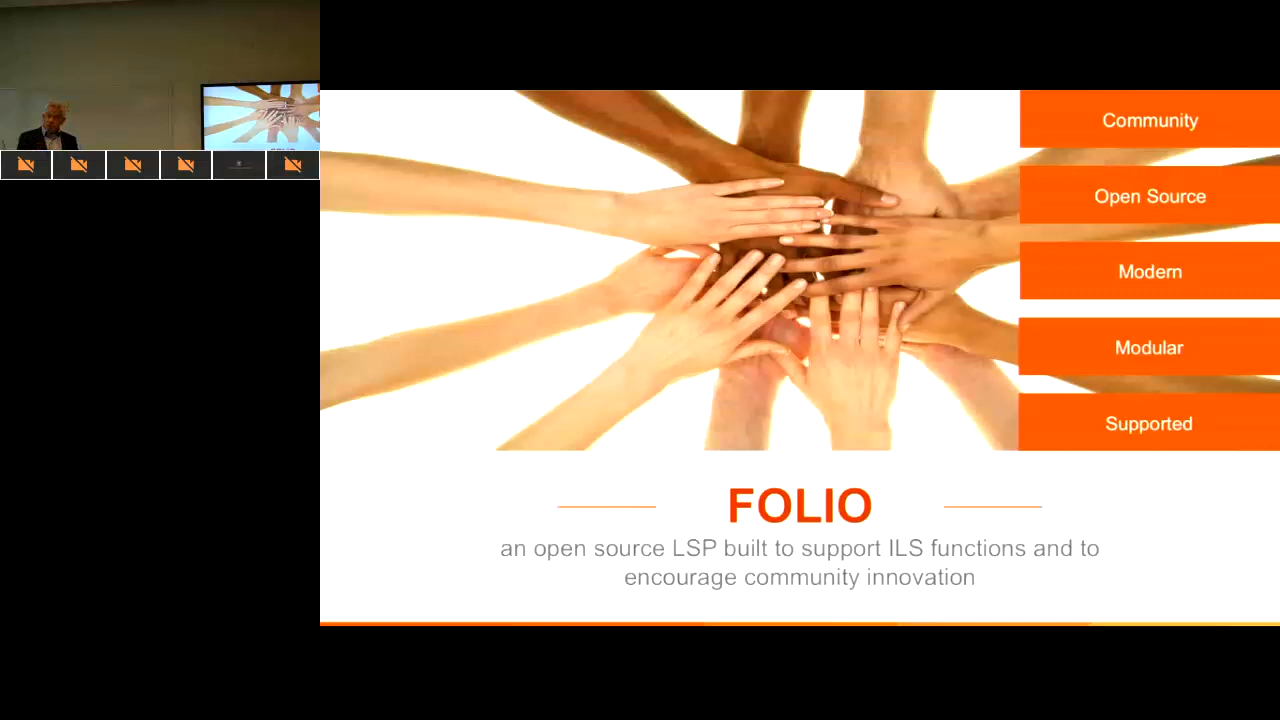 Community
Open Source
Modern
Modular
Supported
FOLIO
an open source LSP built to support ILS functions and to
encourage community innovation